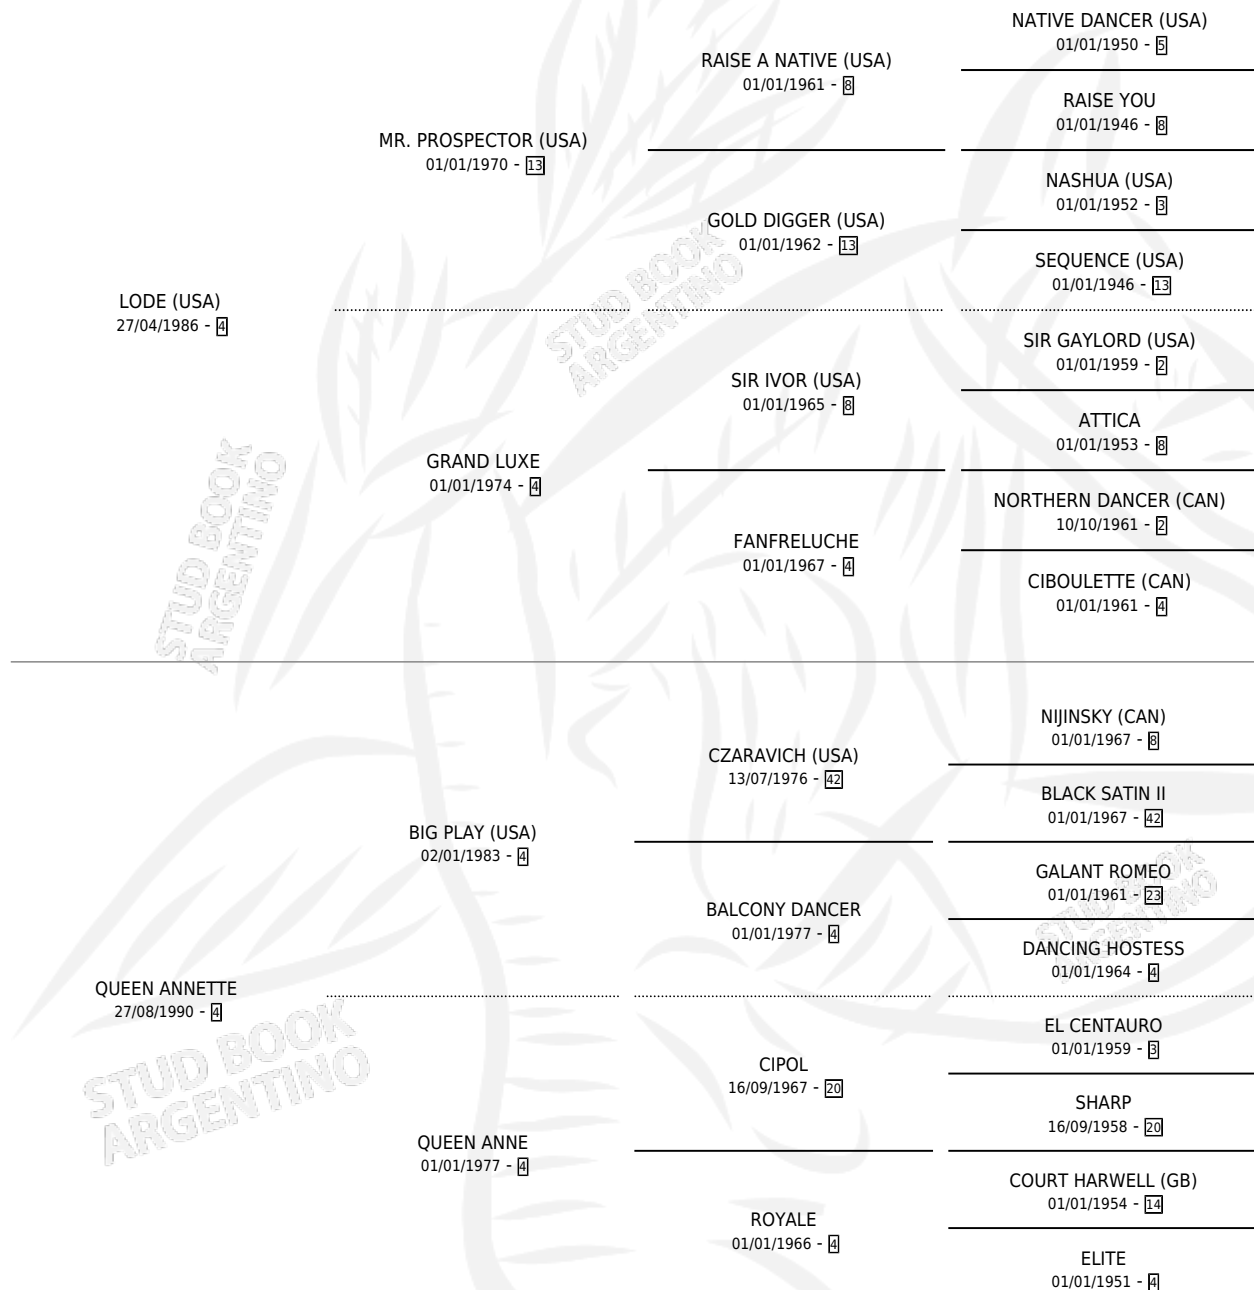 NATIVE DANCER (USA)
01/01/1950 - 5
RAISE A NATIVE (USA)
01/01/1961 - 8
RAISE YOU
01/01/1946 - 8
MR. PROSPECTOR (USA)
01/01/1970 - 13
NASHUA (USA)
01/01/1952 - 3
GOLD DIGGER (USA)
01/01/1962 - 13
SEQUENCE (USA)
01/01/1946 - 13
LODE (USA)
27/04/1986 - 4
STUD BOOK
ARGENTINO
SIR GAYLORD (USA)
01/01/1959 - 2
SIR IVOR (USA)
01/01/1965 - 8
ATTICA
01/01/1953 - 8
GRAND LUXE
01/01/1974 - 4
NORTHERN DANCER (CAN)
10/10/1961 - 2
FANFRELUCHE
01/01/1967 - 4
CIBOULETTE (CAN)
01/01/1961 - 4
STUD BOOK
ARGENTINO
NIJINSKY (CAN)
01/01/1967 - 8
CZARAVICH (USA)
13/07/1976 - 42
BLACK SATIN II
01/01/1967 - 42
BIG PLAY (USA)
02/01/1983 - 4
GALANT ROMEO
01/01/1961 - 23
BALCONY DANCER
01/01/1977 - 4
DANCING HOSTESS
01/01/1964 - 4
STUD BOOK
ARGENTINO
QUEEN ANNETTE
27/08/1990 - 4
EL CENTAURO
01/01/1959 - 3
CIPOL
16/09/1967 - 20
SHARP
16/09/1958 - 20
STUD BOOK
ARGENTINO
QUEEN ANNE
01/01/1977 - 4
COURT HARWELL (GB)
01/01/1954 - 14
ROYALE
01/01/1966 - 4
ELITE
01/01/1951 - 4